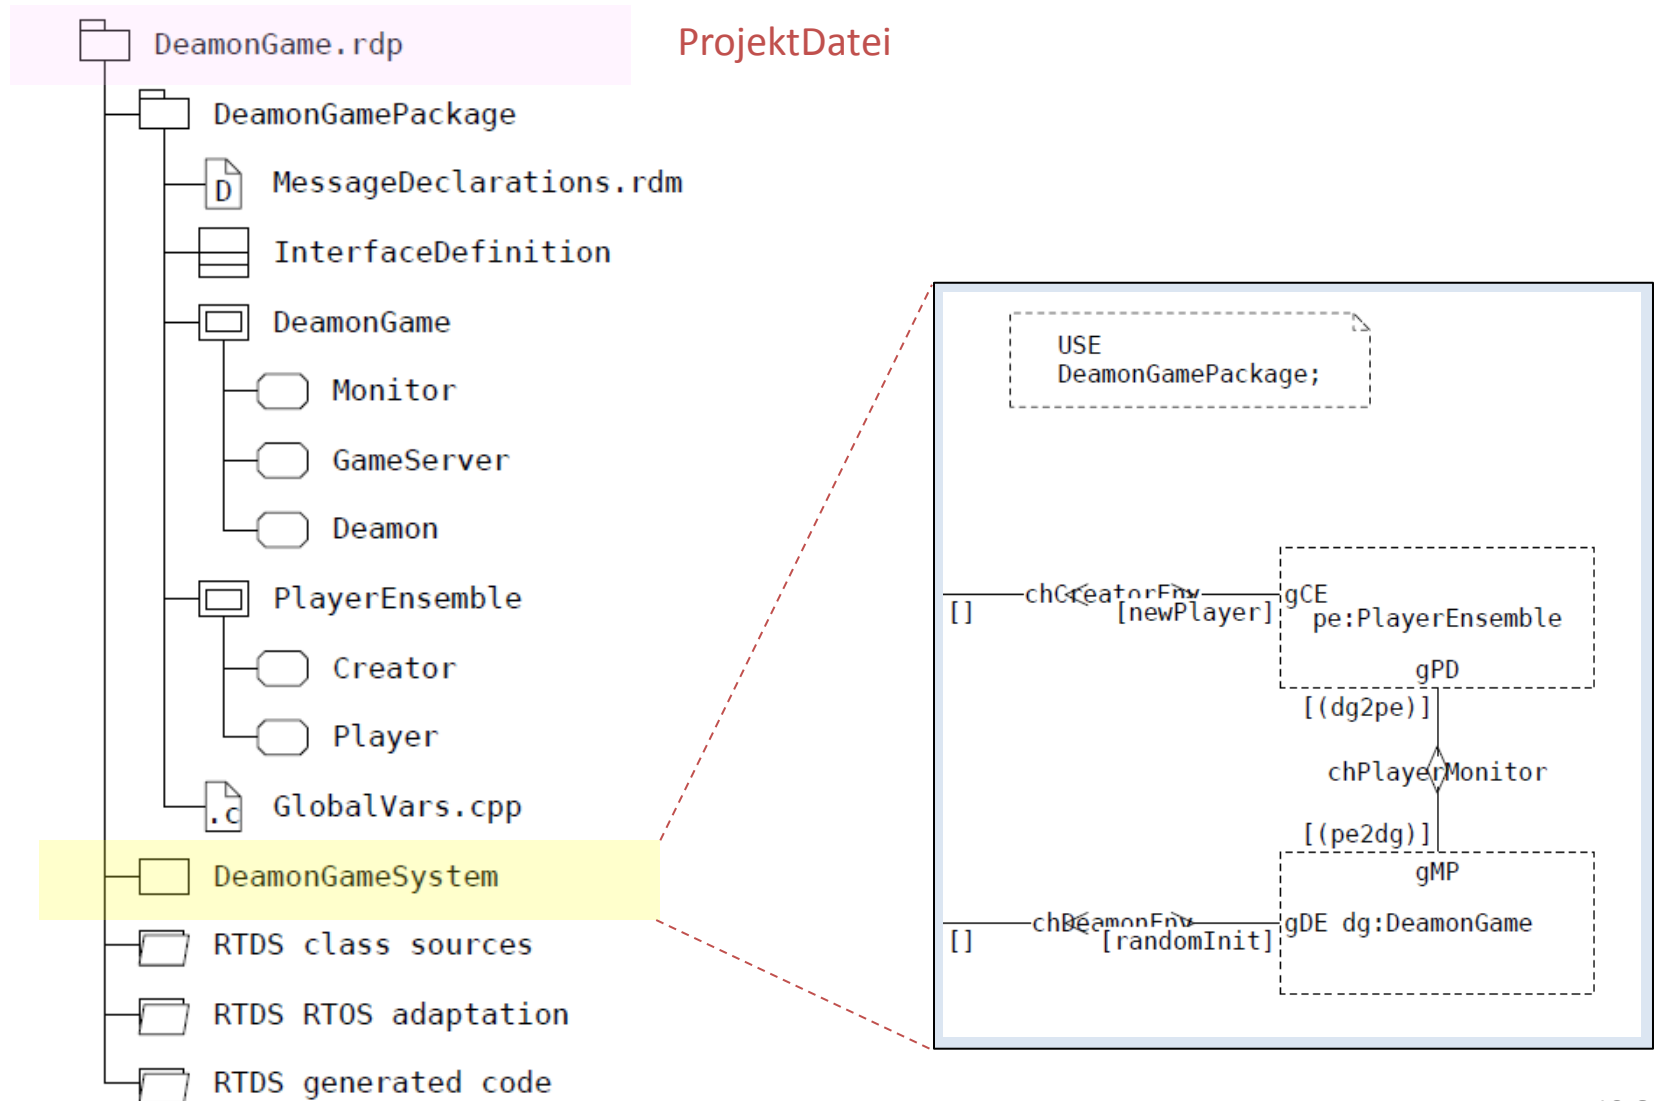 DeamonGame.rdp
ProjektDatei
DeamonGamePackage
D
MessageDeclarations.rdm
InterfaceDefinition
DeamonGame
Monitor
GameServer
Deamon
PlayerEnsemble
Creator
Player
.c
GlobalVars.cpp
DeamonGameSystem
RTDS class sources
RTDS RTOS adaptation
RTDS generated code
USE
DeamonGamePackage;
chCreatorEnv
gCE
[]
[newPlayer]
pe:PlayerEnsemble
gPD
[(dg2pe)]
chPlayerMonitor
[(pe2dg)]
gMP
chDeamonEnv
gDE dg:DeamonGame
[]
[randomInit]